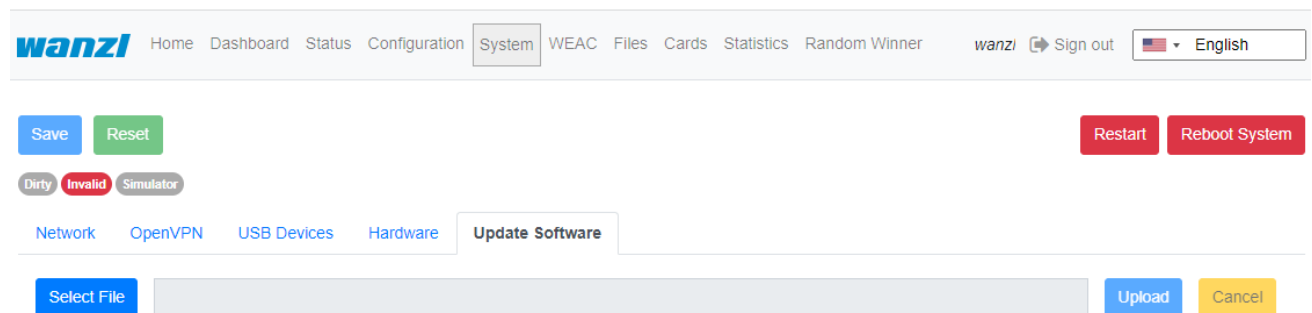 wanzl Home Dashboard Status Configuration System WEAC Files Cards Statistics Random Winner wanzl Sign out English
Save Reset Restart Reboot System
Dirty Invalid Simulator
Network OpenVPN USB Devices Hardware Update Software
Select File Upload Cancel